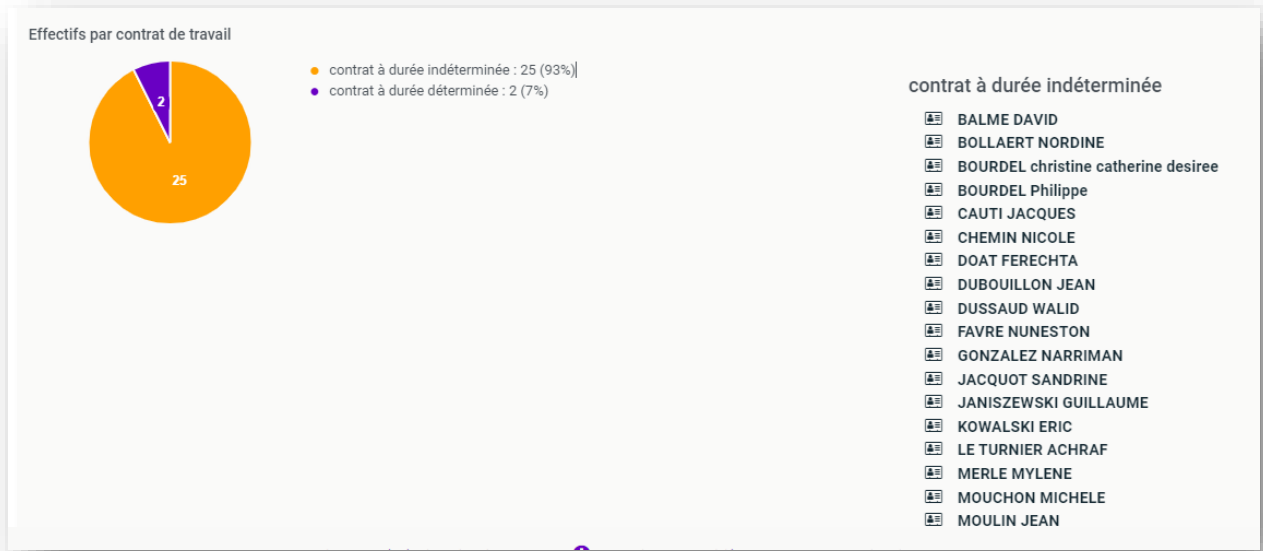 Effectifs par contrat de travail
2
25
contrat à durée indéterminée : 25 (93%)
contrat à durée déterminée : 2 (7%)
contrat à durée indéterminée
BALME DAVID
BOLLAERT NORDINE
BOURDEL christine catherine desiree
BOURDEL Philippe
CAUTI JACQUES
CHEMIN NICOLE
DOAT FERECHTA
DUBOUILLON JEAN
DUSSAUD WALID
FAVRE NUNESTON
GONZALEZ NARRIMAN
JACQUOT SANDRINE
JANISZEWSKI GUILLAUME
KOWALSKI ERIC
LE TURNIER ACHRAF
MERLE MYLENE
MOUCHON MICHELE
MOULIN JEAN